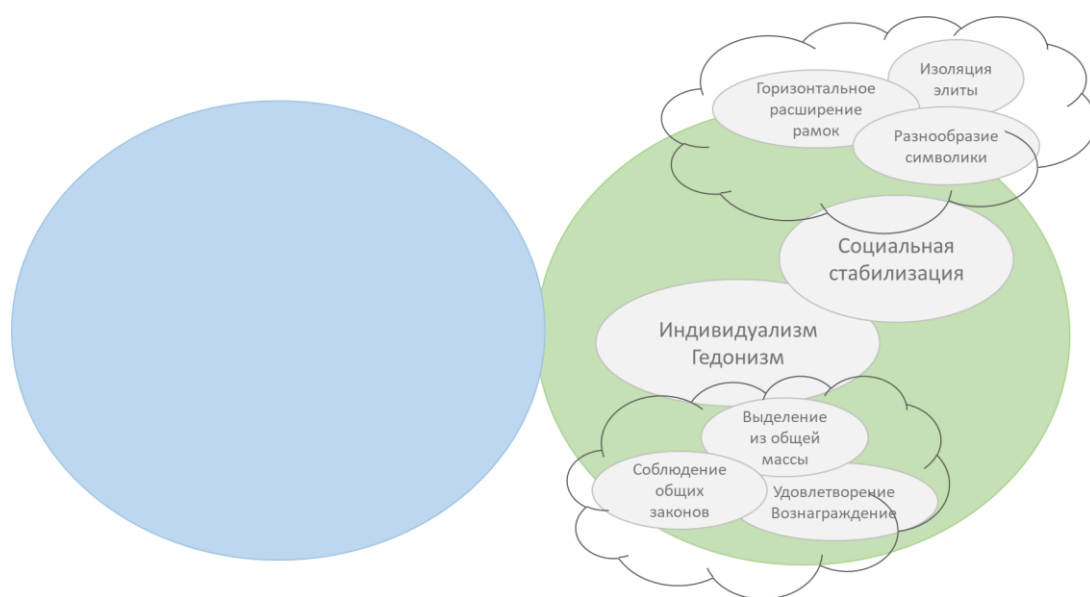 Изоляция
элиты
Горизонтальное
расширение
рамок
Разнообразие
символики
Социальная
стабилизация
Индивидуализм
Гедонизм
Выделение
из общей
массы
Соблюдение
общих
законов
Удовлетворение
Вознаграждение